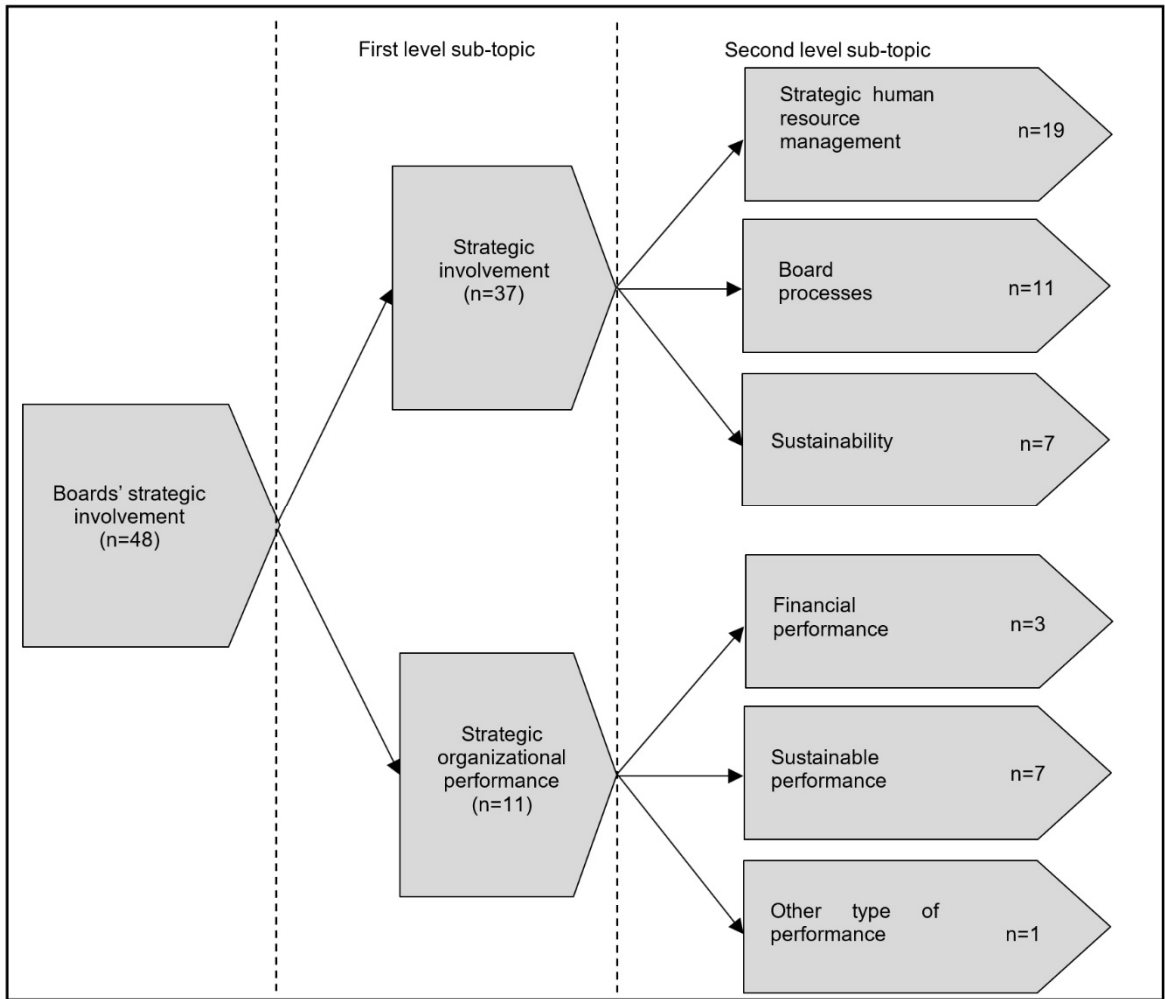 First level sub-topic
Second level sub-topic
Boards’ strategic
involvement
(n=48)
Strategic
involvement
(n=37)
Strategic human
resource
management
n=19
Board
processes
n=11
Sustainability
n=7
Strategic
organizational
performance
(n=11)
Financial
performance
n=3
Sustainable
performance
n=7
Other type of
performance
n=1